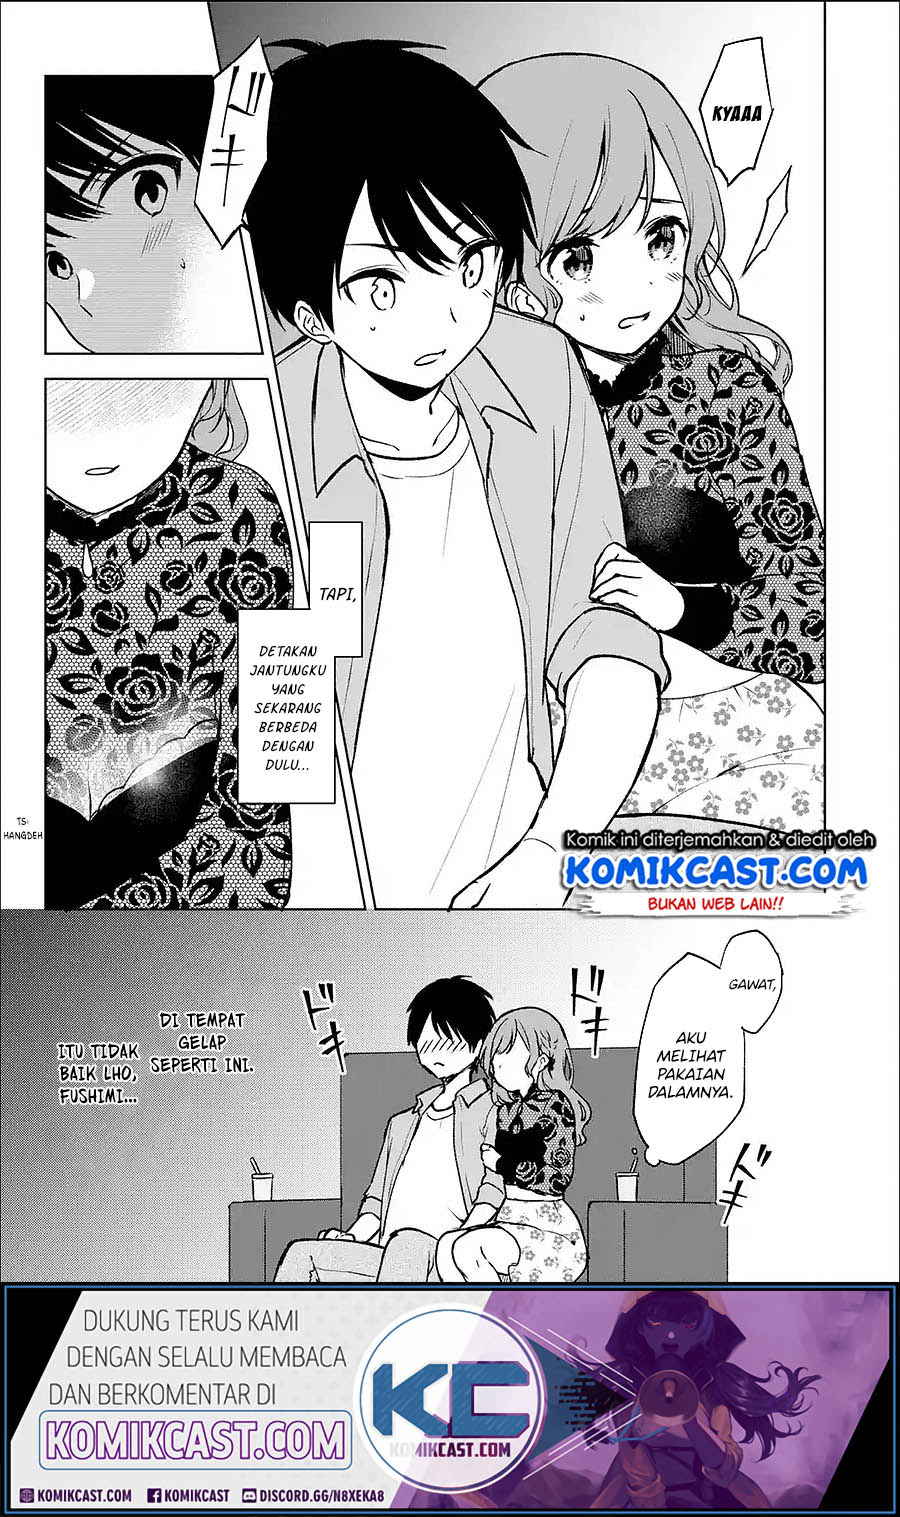 KYAAA
ドキ
TAPI,
DETAKAN
JANTUNGKU
YANG
SEKARANG
BERBEDA
DENGAN
DULU...
TS:
HANGDEH
Komik ini diterjemahkan & diedit oleh
KOMIKCAST.COM
BUKAN WEB LAIN!!
GAWAT,
AKU
MELIHAT
PAKAIAN
DALAMNYA.
ドキ
ドキ
ドキ
DI TEMPAT
GELAP
SEPERTI INI.
ITU TIDAK
BAIK LHO,
FUSHIMI...
DUKUNG TERUS KAMI
DENGAN SELALU MEMBACA
DAN BERKOMENTAR DI
KOMIKCAST.COM
KC
KOMIKCAST.COM
KOMIKCAST.COM
KOMIKCAST
DISCORD.GG/N8XEKA8